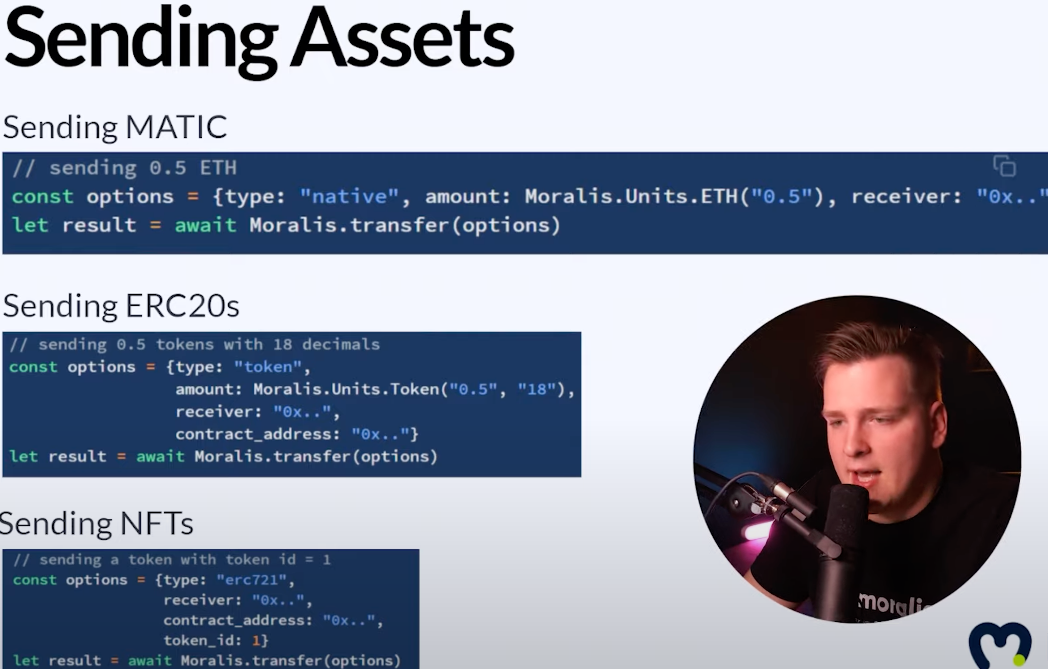 Sending Assets
Sending MATIC
// sending 0.5 ETH
const options = {type: "native", amount: Moralis.Units.ETH("0.5"), receiver: "0x.."
let result = await Moralis.transfer(options)
Sending ERC20s
// sending 0.5 tokens with 18 decimals
const options = {type: "token",
amount: Moralis.Units.Token("0.5", "18"),
receiver: "0x..",
contract_address: "0x.."}
let result = await Moralis.transfer(options)
Sending NFTs
// sending a token with token id = 1
const options = {type: "erc721",
receiver: "0x..",
contract_address: "0x..",
token_id: 1}
let result = await Moralis.transfer(options)
moralis